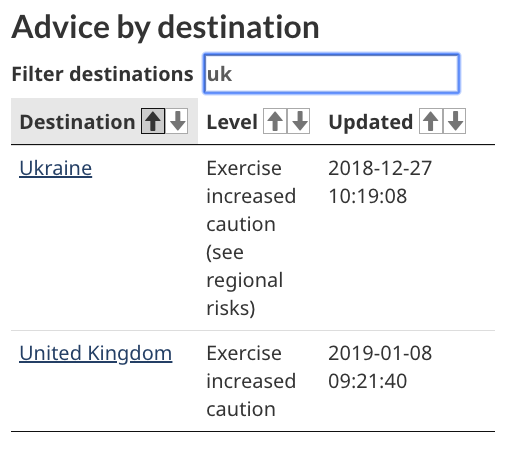 Advice by destination
Filter destinations uk
Destination Level Updated
Ukraine Exercise 2018-12-27
increased 10:19:08
caution
(see
regional
risks)
United Kingdom Exercise 2019-01-08
increased 09:21:40
caution